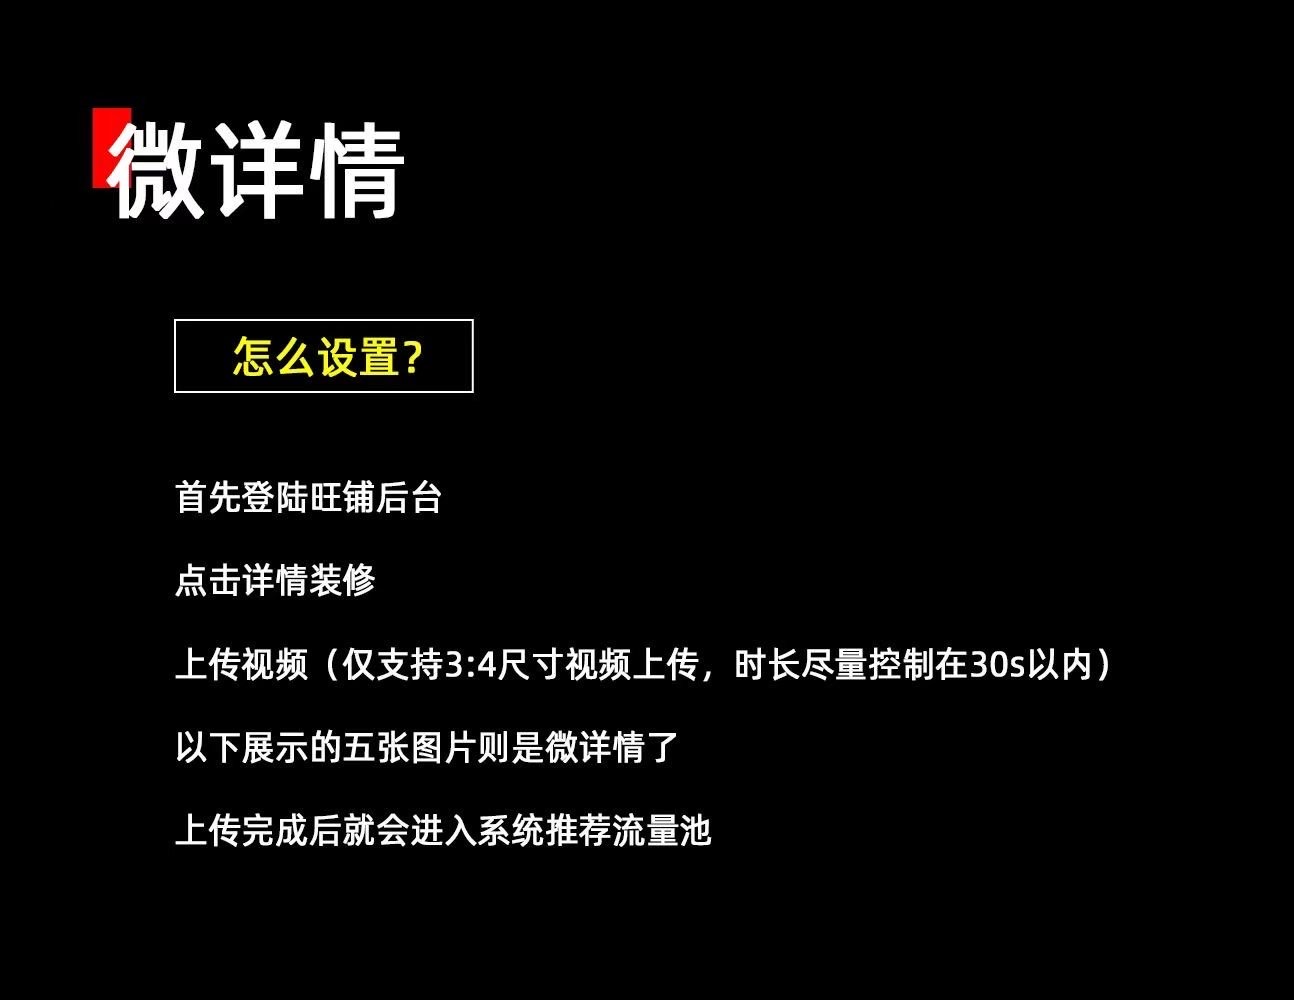 微详情
怎么设置？
首先登陆旺铺后台
点击详情装修
上传视频（仅支持3:4尺寸视频上传，时长尽量控制在30s以内）
以下展示的五张图片则是微详情了
上传完成后就会进入系统推荐流量池